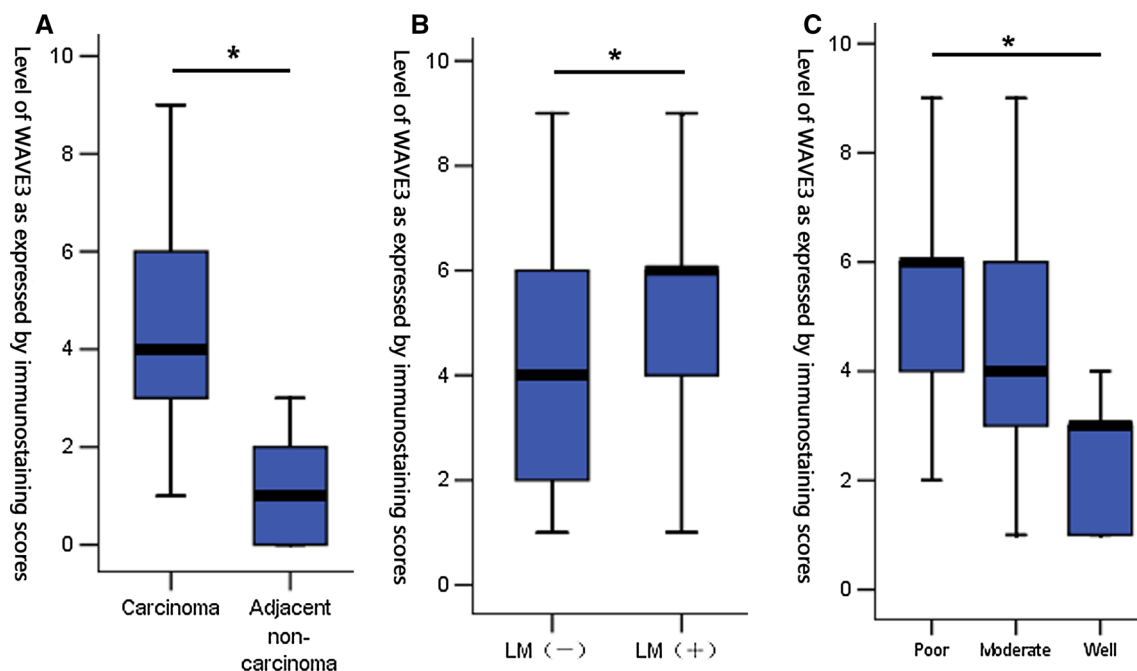 A
Level of WAVE3 as expressed by immunostaining scores
10
8
6
4
2
0
*
Carcinoma
Adjacent
non-
carcinoma
B
Level of WAVE3 as expressed by immunostaining scores
10
8
6
4
2
0
*
LM（−）
LM（+）
C
Level of WAVE3 as expressed by immunostaining scores
10
8
6
4
2
0
*
Poor
Moderate
Well